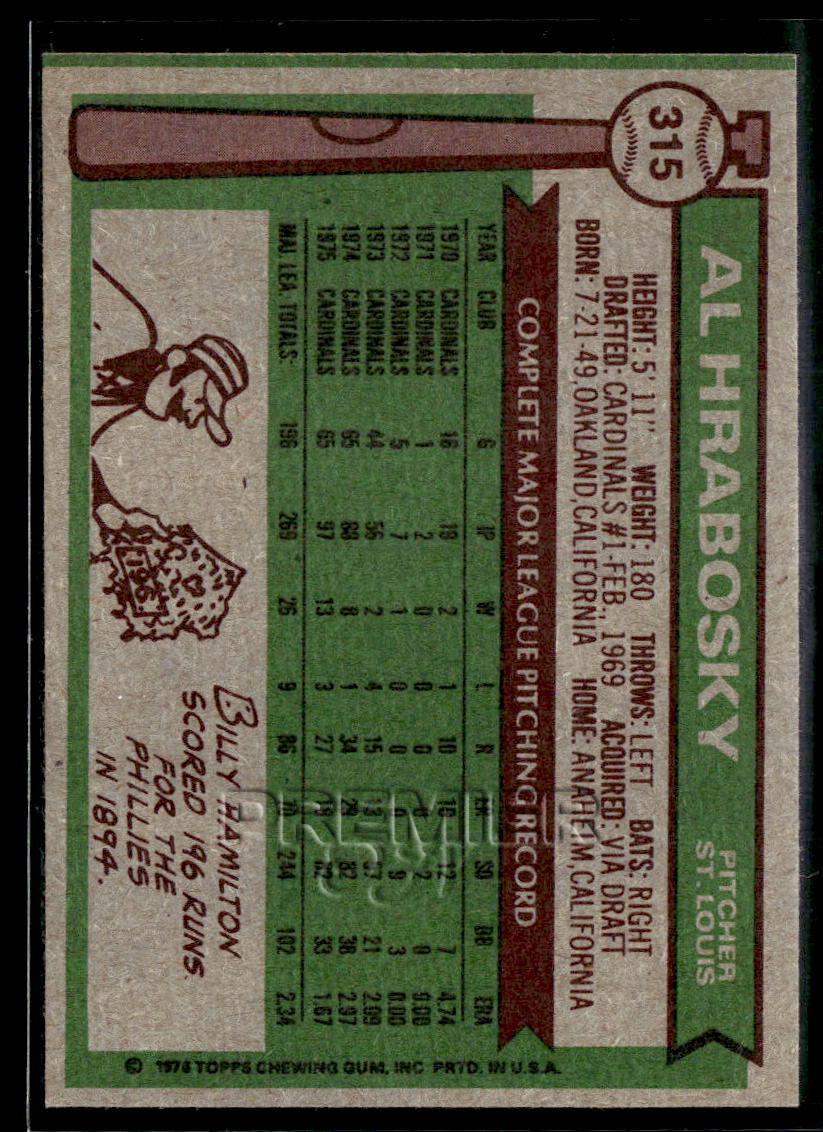 315
AL HRABOSKY
PITCHER
ST. LOUIS
HEIGHT: 5' 11" WEIGHT: 180 THROWS: LEFT BATS: RIGHT
DRAFTED: CARDINALS #1-FEB., 1969 ACQUIRED: VIA DRAFT
BORN: 7-21-49, OAKLAND, CALIFORNIA HOME: ANAHEIM, CALIFORNIA
COMPLETE MAJOR LEAGUE PITCHING RECORD
YEAR CLUB G IP W L R ER SO BB ERA
1970 CARDINALS 16 19 2 1 10 10 12 7 4.74
1971 CARDINALS 1 2 0 0 0 0 2 0 0.00
1972 CARDINALS 5 7 1 0 0 0 9 3 0.00
1973 CARDINALS 44 56 2 4 15 13 57 21 2.09
1974 CARDINALS 65 88 8 1 34 29 82 38 2.97
1975 CARDINALS 65 97 13 3 27 18 82 33 1.67
MAJ. LEA. TOTALS: 196 269 26 9 86 70 244 102 2.34
196
BILLY HAMILTON
SCORED 196 RUNS
FOR THE
PHILLIES
IN 1894.
© 1976 TOPPS CHEWING GUM, INC PRTD. IN U.S.A.
PREMIER